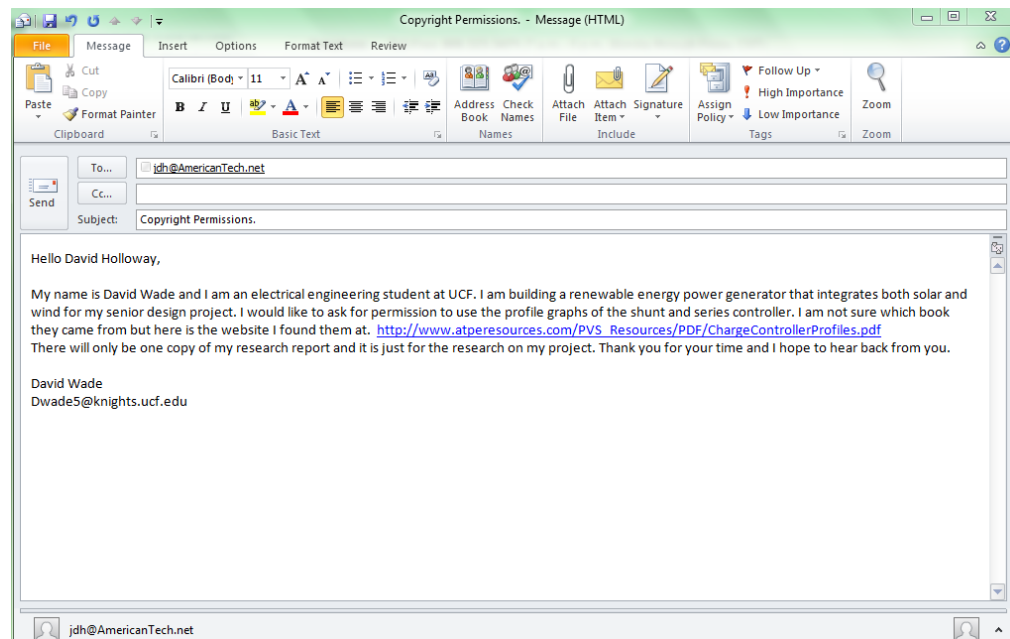 Copyright Permissions. - Message (HTML)
File Message Insert Options Format Text Review
Paste
Cut
Copy
Format Painter
Clipboard
Calibri (Body 11
B I U
Basic Text
Address Book
Check Names
Names
Attach File
Attach Item
Signature
Include
Assign Policy
Follow Up
High Importance
Low Importance
Tags
Zoom
Zoom
Send
To... jdh@AmericanTech.net
Cc...
Subject: Copyright Permissions.
Hello David Holloway,
My name is David Wade and I am an electrical engineering student at UCF. I am building a renewable energy power generator that integrates both solar and
wind for my senior design project. I would like to ask for permission to use the profile graphs of the shunt and series controller. I am not sure which book
they came from but here is the website I found them at. http://www.atperesources.com/PVS_Resources/PDF/ChargeControllerProfiles.pdf
There will only be one copy of my research report and it is just for the research on my project. Thank you for your time and I hope to hear back from you.
David Wade
Dwade5@knights.ucf.edu
jdh@AmericanTech.net